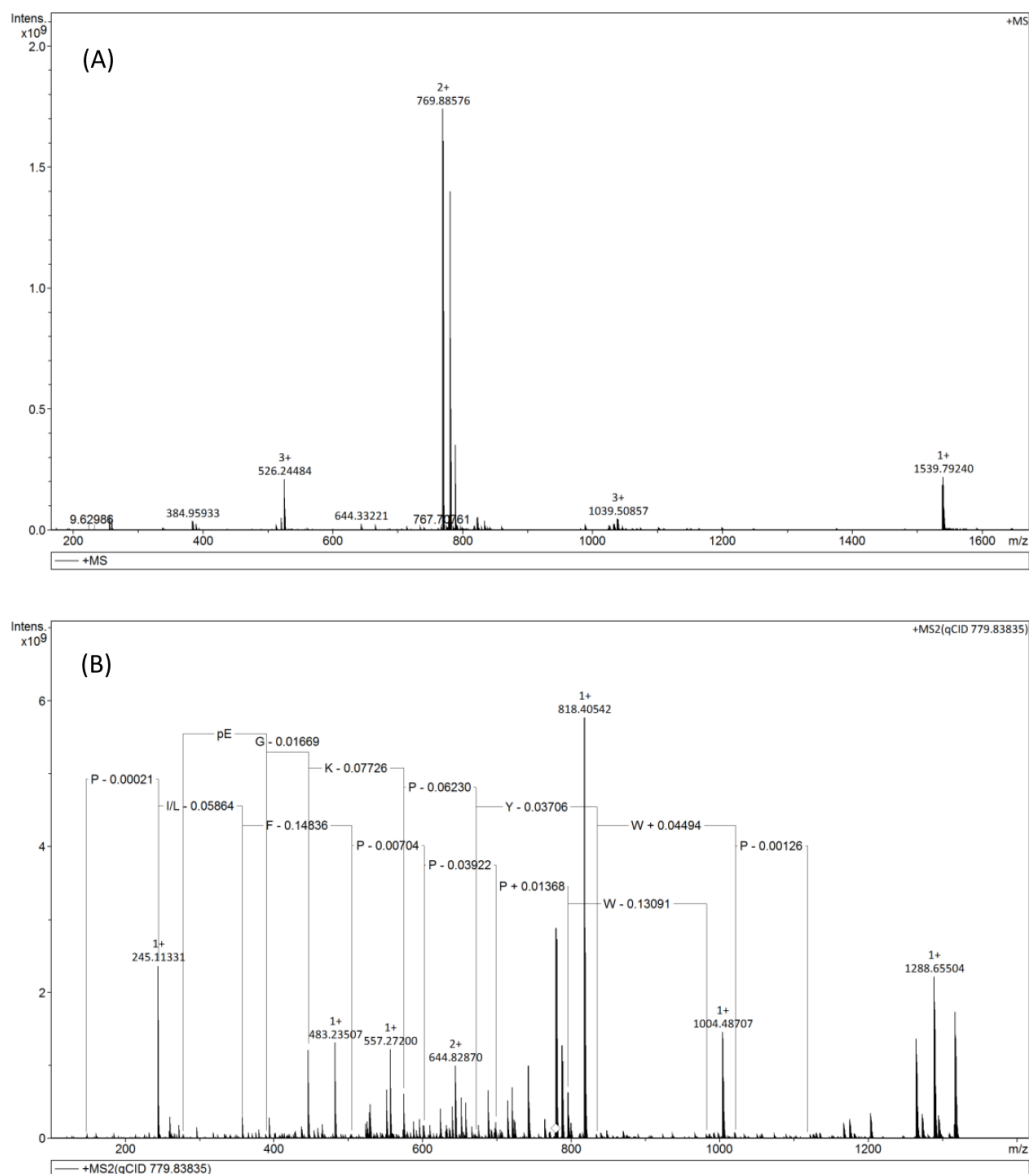 Intens.
x10⁹
+MS
(A)
2.0
2+
769.88576
1.5
1.0
0.5
3+
526.24484
1+
1539.79240
9.62986
384.95933
644.33221
767.70761
3+
1039.50857
0.0
200 400 600 800 1000 1200 1400 1600 m/z
+MS
Intens.
x10⁹
+MS2(qCID 779.83835)
(B)
6
1+
818.40542
pE
G - 0.01669
P - 0.00021
K - 0.07726
P - 0.06230
I/L - 0.05864
Y - 0.03706
F - 0.14836
W + 0.04494
4
P - 0.00704
P - 0.00126
P - 0.03922
P + 0.01368
W - 0.13091
1+
245.11331
2
1+
1288.65504
1+
483.23507
1+
557.27200
2+
644.82870
1+
1004.48707
0
200 400 600 800 1000 1200 m/z
+MS2(qCID 779.83835)